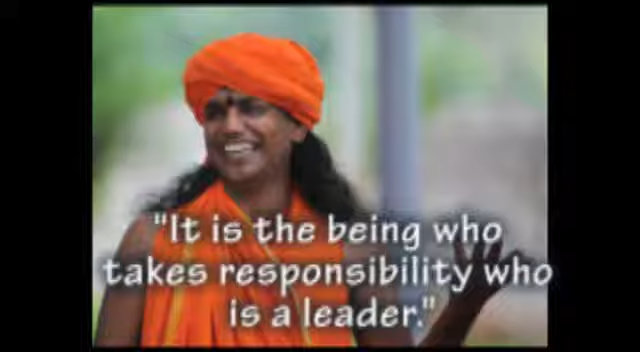 "It is the being who
takes responsibility who
is a leader."